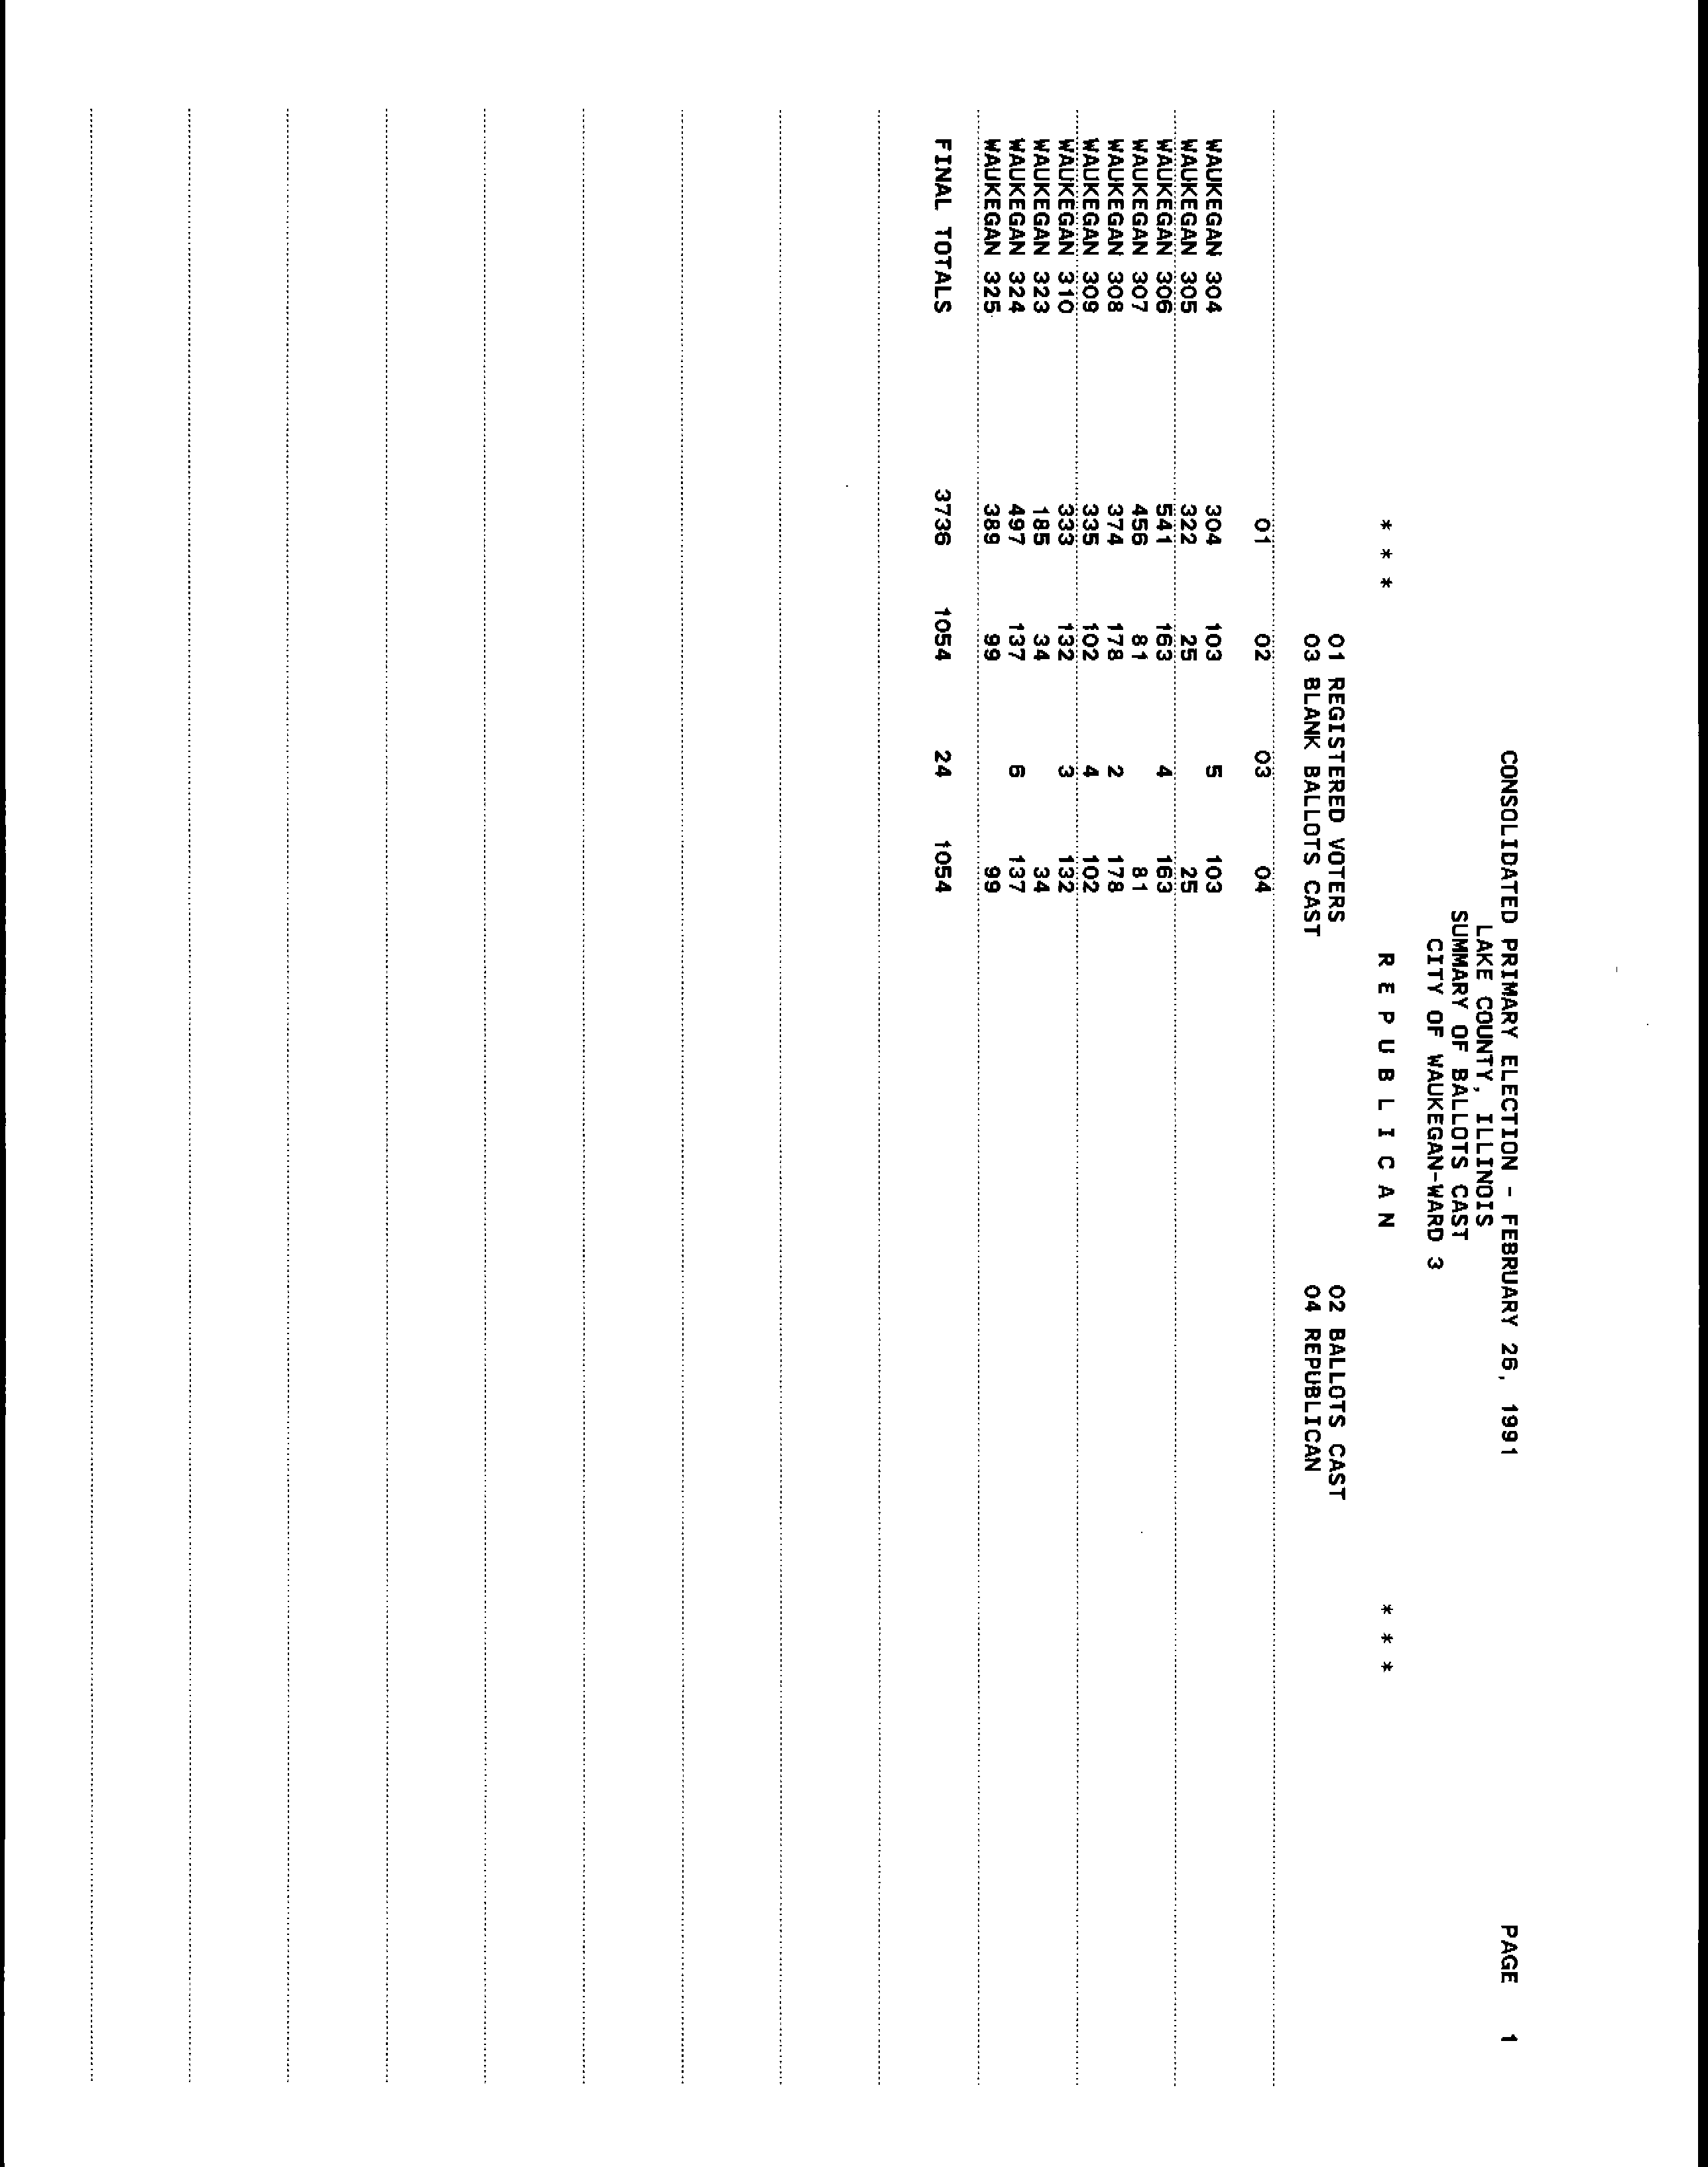 CONSOLIDATED PRIMARY ELECTION - FEBRUARY 26, 1991 PAGE 1
LAKE COUNTY, ILLINOIS
SUMMARY OF BALLOTS CAST
CITY OF WAUKEGAN-WARD 3
* * * R E P U B L I C A N * * *
01 REGISTERED VOTERS 02 BALLOTS CAST
03 BLANK BALLOTS CAST 04 REPUBLICAN
01 02 03 04
WAUKEGAN 304 304 103 5 103
WAUKEGAN 305 322 25 25
WAUKEGAN 306 541 163 4 163
WAUKEGAN 307 456 81 81
WAUKEGAN 308 374 178 2 178
WAUKEGAN 309 335 102 4 102
WAUKEGAN 310 333 132 3 132
WAUKEGAN 323 185 34 34
WAUKEGAN 324 497 137 6 137
WAUKEGAN 325 389 99 99
FINAL TOTALS 3736 1054 24 1054